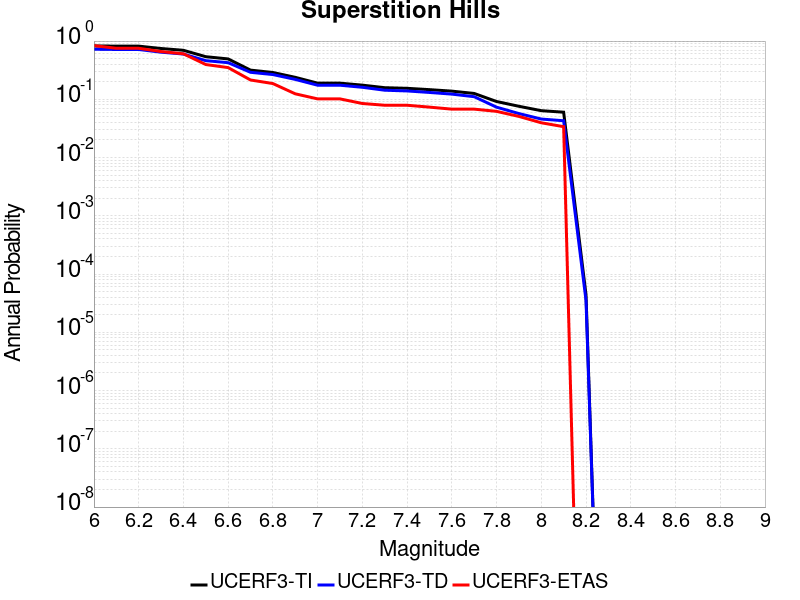 Superstition Hills
10^0
10^-1
10^-2
10^-3
10^-4
10^-5
10^-6
10^-7
10^-8
Annual Probability
6 6.2 6.4 6.6 6.8 7 7.2 7.4 7.6 7.8 8 8.2 8.4 8.6 8.8 9
Magnitude
UCERF3-TI UCERF3-TD UCERF3-ETAS